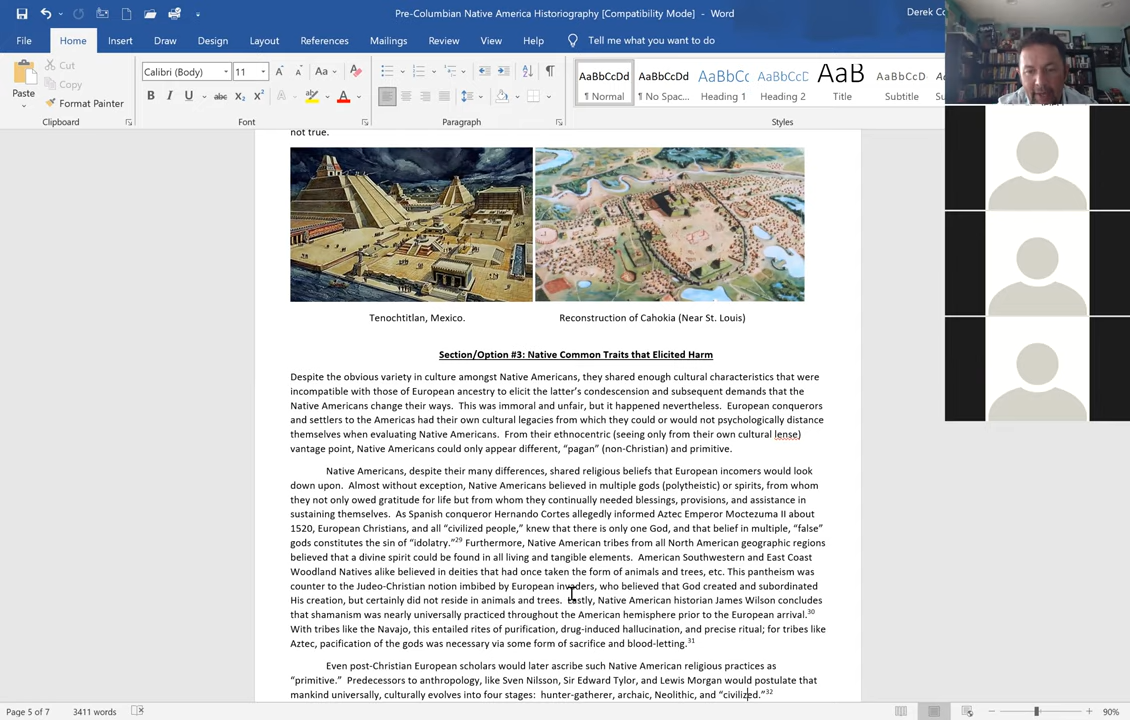 Pre-Columbian Native America Historiography [Compatibility Mode] - Word
Derek Co
File Home Insert Draw Design Layout References Mailings Review View Help Tell me what you want to do
Paste
Cut
Copy
Format Painter
Calibri (Body) 11
AaBbCcDd AaBbCcDd AaBbCc AaBbCcC AaB AaBbCcD
¶ Normal ¶ No Spac... Heading 1 Heading 2 Title Subtitle
Clipboard Font Paragraph Styles
not true.
Tenochtitlan, Mexico. Reconstruction of Cahokia (Near St. Louis)
Section/Option #3: Native Common Traits that Elicited Harm
Despite the obvious variety in culture amongst Native Americans, they shared enough cultural characteristics that were
incompatible with those of European ancestry to elicit the latter's condescension and subsequent demands that the
Native Americans change their ways. This was immoral and unfair, but it happened nevertheless. European conquerors
and settlers to the Americas had their own cultural legacies from which they could or would not psychologically distance
themselves when evaluating Native Americans. From their ethnocentric (seeing only from their own cultural lense)
vantage point, Native Americans could only appear different, "pagan" (non-Christian) and primitive.
Native Americans, despite their many differences, shared religious beliefs that European incomers would look
down upon. Almost without exception, Native Americans believed in multiple gods (polytheistic) or spirits, from whom
they not only owed gratitude for life but from whom they continually needed blessings, provisions, and assistance in
sustaining themselves. As Spanish conqueror Hernando Cortes allegedly informed Aztec Emperor Moctezuma II about
1520, European Christians, and all "civilized people," knew that there is only one God, and that belief in multiple, "false"
gods constitutes the sin of "idolatry."29 Furthermore, Native American tribes from all North American geographic regions
believed that a divine spirit could be found in all living and tangible elements. American Southwestern and East Coast
Woodland Natives alike believed in deities that had once taken the form of animals and trees, etc. This pantheism was
counter to the Judeo-Christian notion imbibed by European invaders, who believed that God created and subordinated
His creation, but certainly did not reside in animals and trees. Lastly, Native American historian James Wilson concludes
that shamanism was nearly universally practiced throughout the American hemisphere prior to the European arrival.30
With tribes like the Navajo, this entailed rites of purification, drug-induced hallucination, and precise ritual; for tribes like
Aztec, pacification of the gods was necessary via some form of sacrifice and blood-letting.31
Even post-Christian European scholars would later ascribe such Native American religious practices as
"primitive." Predecessors to anthropology, like Sven Nilsson, Sir Edward Tylor, and Lewis Morgan would postulate that
mankind universally, culturally evolves into four stages: hunter-gatherer, archaic, Neolithic, and "civilized."32
Page 5 of 7 3411 words 90%